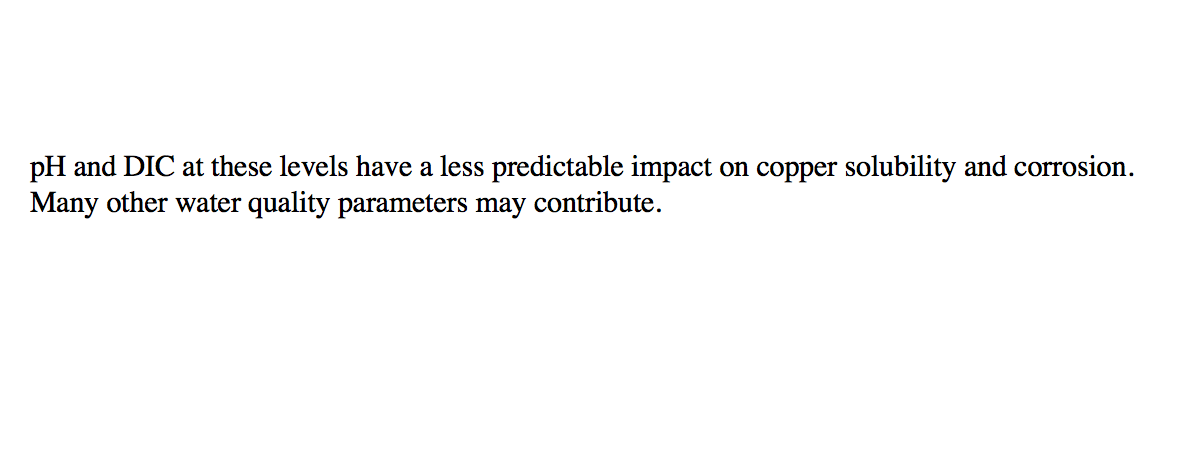 pH and DIC at these levels have a less predictable impact on copper solubility and corrosion.
Many other water quality parameters may contribute.